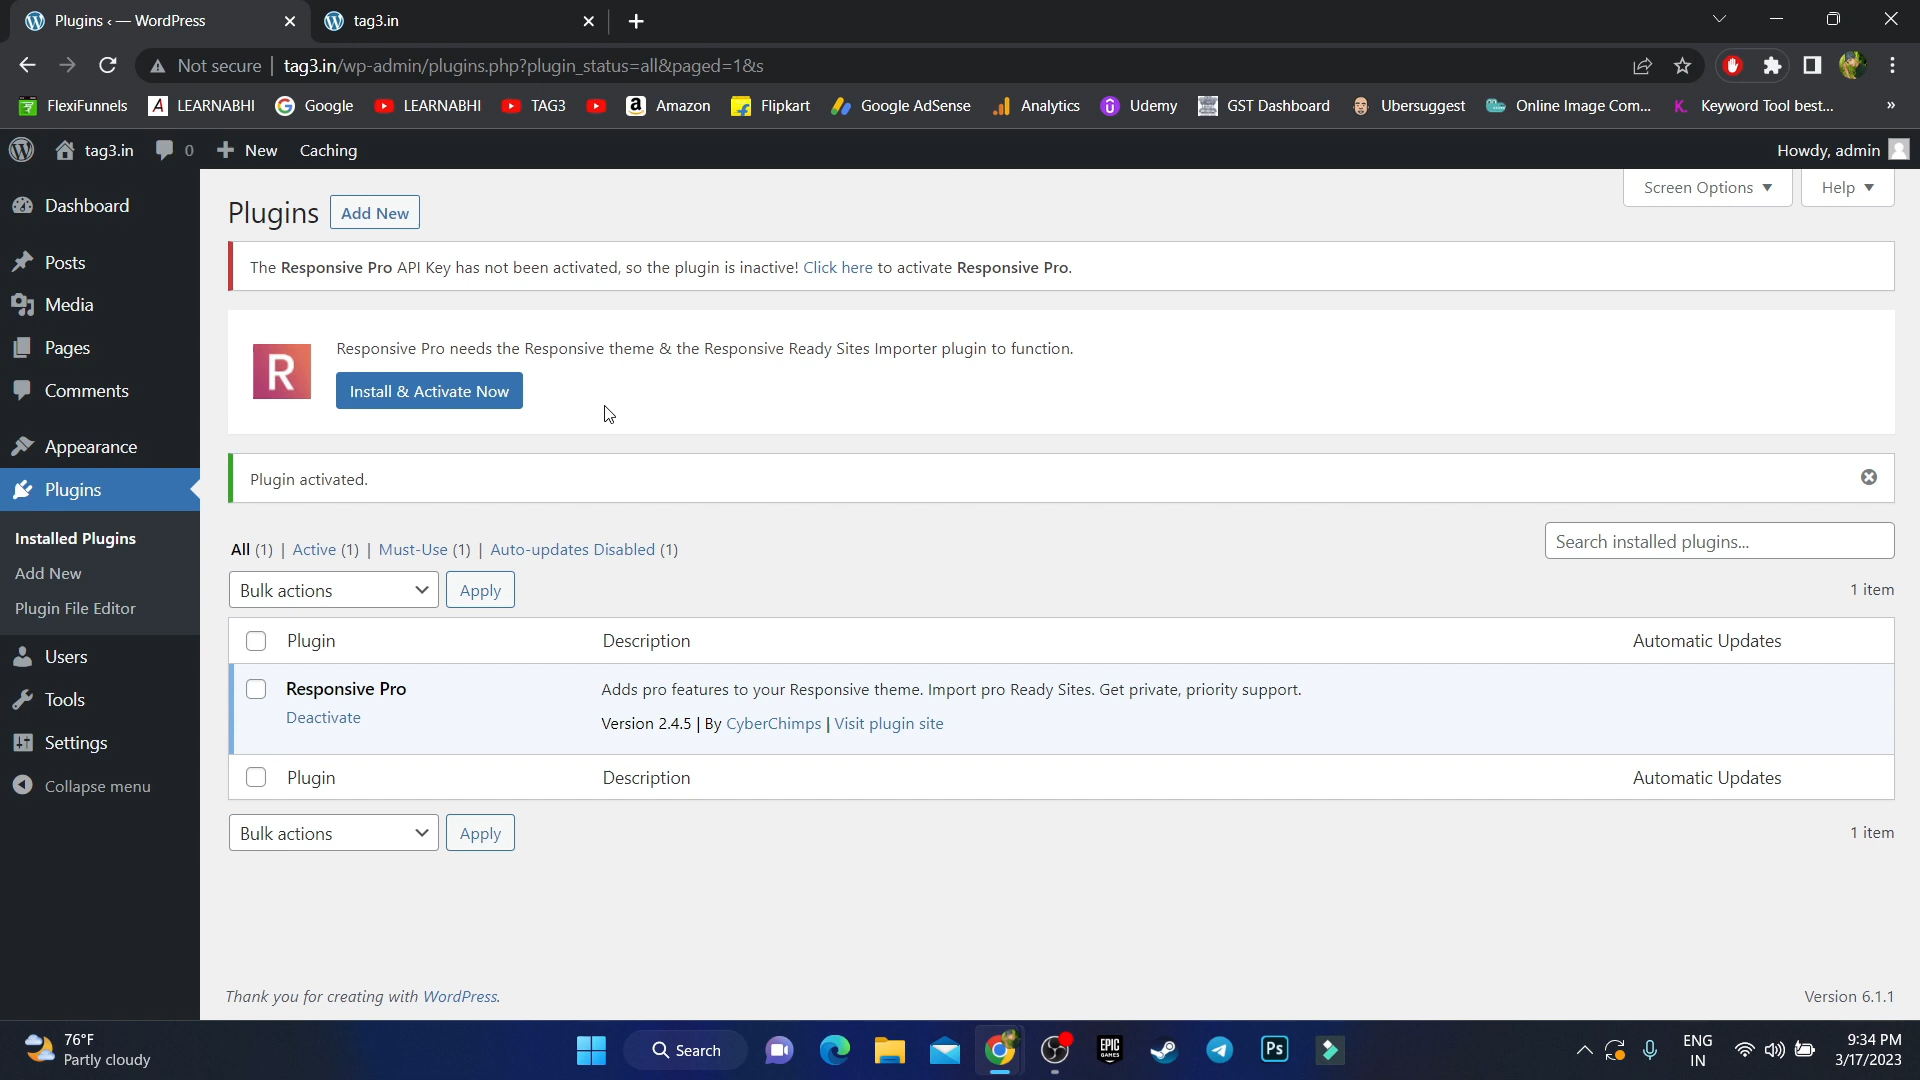 Plugins ‹ — WordPress
tag3.in
Not secure | tag3.in/wp-admin/plugins.php?plugin_status=all&paged=1&s
FlexiFunnels
LEARNABHI
Google
LEARNABHI
TAG3
Amazon
Flipkart
Google AdSense
Analytics
Udemy
GST Dashboard
Ubersuggest
Online Image Com...
Keyword Tool best...
»
tag3.in
0
New
Caching
Howdy, admin
Dashboard
Posts
Media
Pages
Comments
Appearance
Plugins
Installed Plugins
Add New
Plugin File Editor
Users
Tools
Settings
Collapse menu
Screen Options
Help
Plugins
Add New
The Responsive Pro API Key has not been activated, so the plugin is inactive! Click here to activate Responsive Pro.
R
Responsive Pro needs the Responsive theme & the Responsive Ready Sites Importer plugin to function.
Install & Activate Now
Plugin activated.
All (1) | Active (1) | Must-Use (1) | Auto-updates Disabled (1)
Search installed plugins...
Bulk actions
Apply
1 item
Plugin
Description
Automatic Updates
Responsive Pro
Deactivate
Adds pro features to your Responsive theme. Import pro Ready Sites. Get private, priority support.
Version 2.4.5 | By CyberChimps | Visit plugin site
Plugin
Description
Automatic Updates
Bulk actions
Apply
1 item
Thank you for creating with WordPress.
Version 6.1.1
76°F
Partly cloudy
Search
EPIC
GAMES
Ps
ENG
IN
9:34 PM
3/17/2023